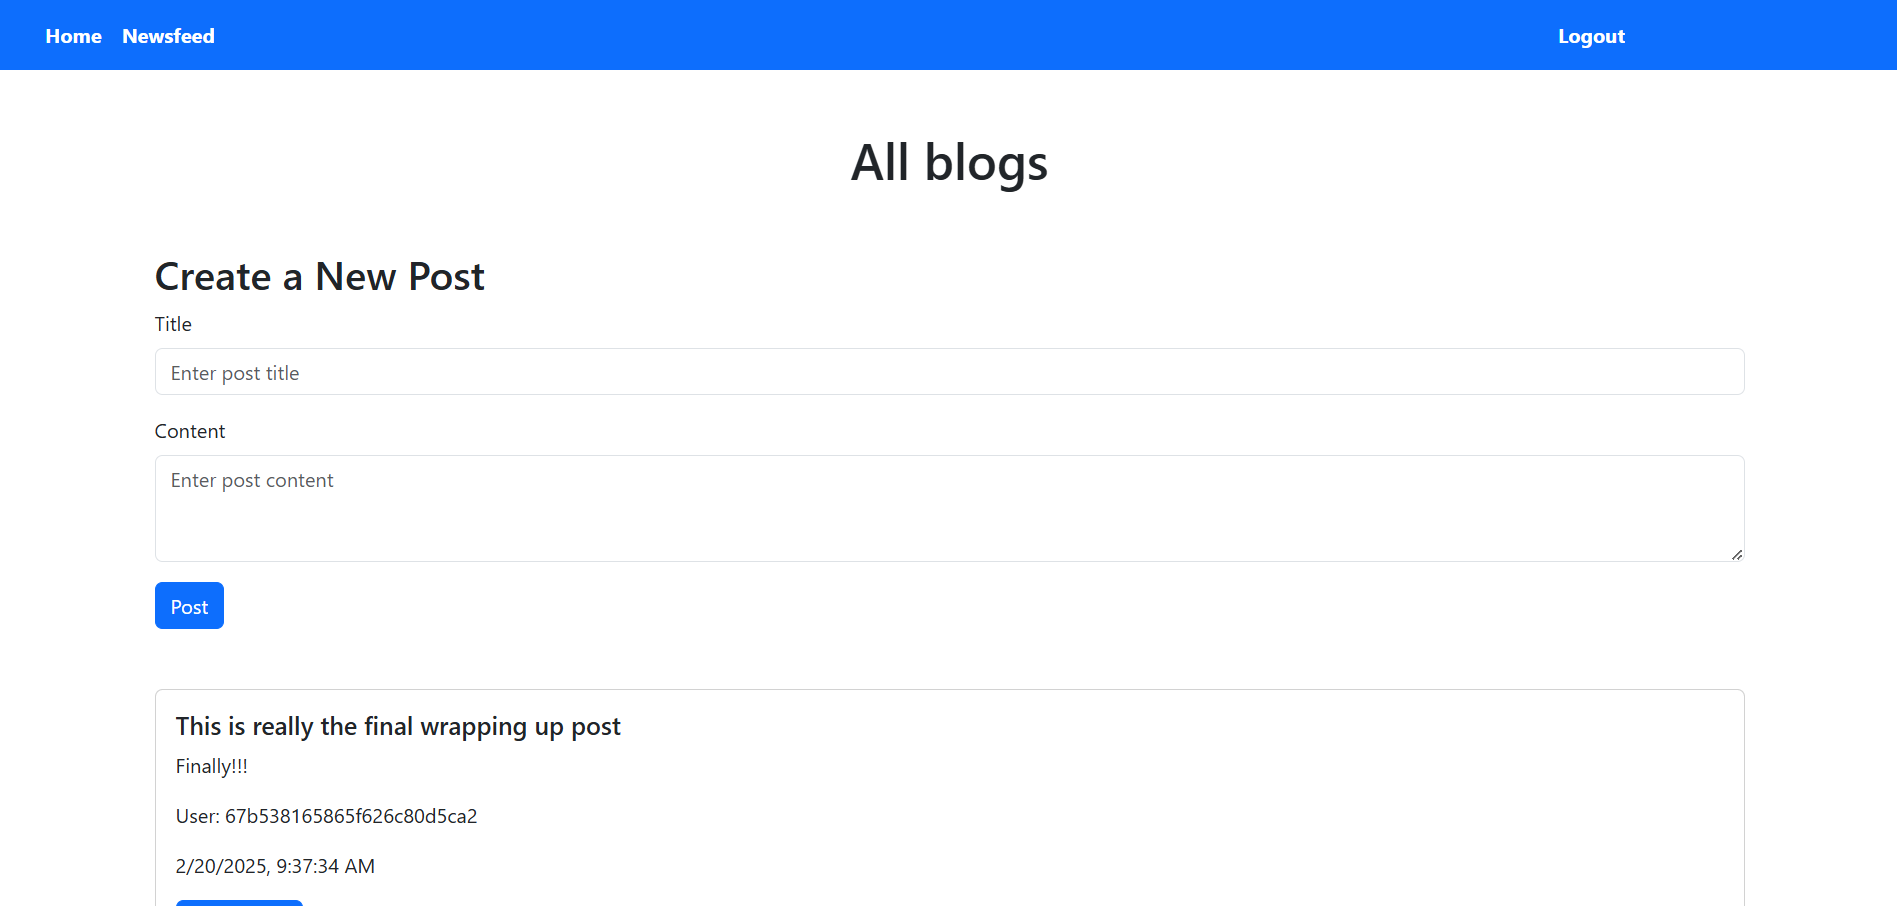 Home Newsfeed Logout
All blogs
Create a New Post
Title
Enter post title
Content
Enter post content
Post
This is really the final wrapping up post
Finally!!!
User: 67b538165865f626c80d5ca2
2/20/2025, 9:37:34 AM